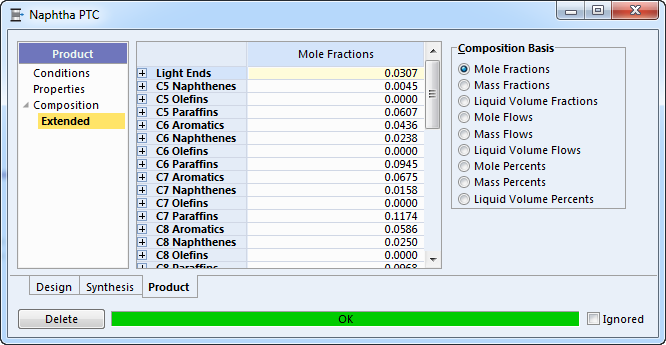 Naphtha PTC
Product
Conditions
Properties
Composition
Extended
Mole Fractions
Light Ends 0.0307
C5 Naphthenes 0.0045
C5 Olefins 0.0000
C5 Paraffins 0.0607
C6 Aromatics 0.0436
C6 Naphthenes 0.0238
C6 Olefins 0.0000
C6 Paraffins 0.0945
C7 Aromatics 0.0675
C7 Naphthenes 0.0158
C7 Olefins 0.0000
C7 Paraffins 0.1174
C8 Aromatics 0.0586
C8 Naphthenes 0.0250
C8 Olefins 0.0000
C8 Paraffins 0.0968
Composition Basis
Mole Fractions
Mass Fractions
Liquid Volume Fractions
Mole Flows
Mass Flows
Liquid Volume Flows
Mole Percents
Mass Percents
Liquid Volume Percents
Design Synthesis Product
Delete OK Ignored